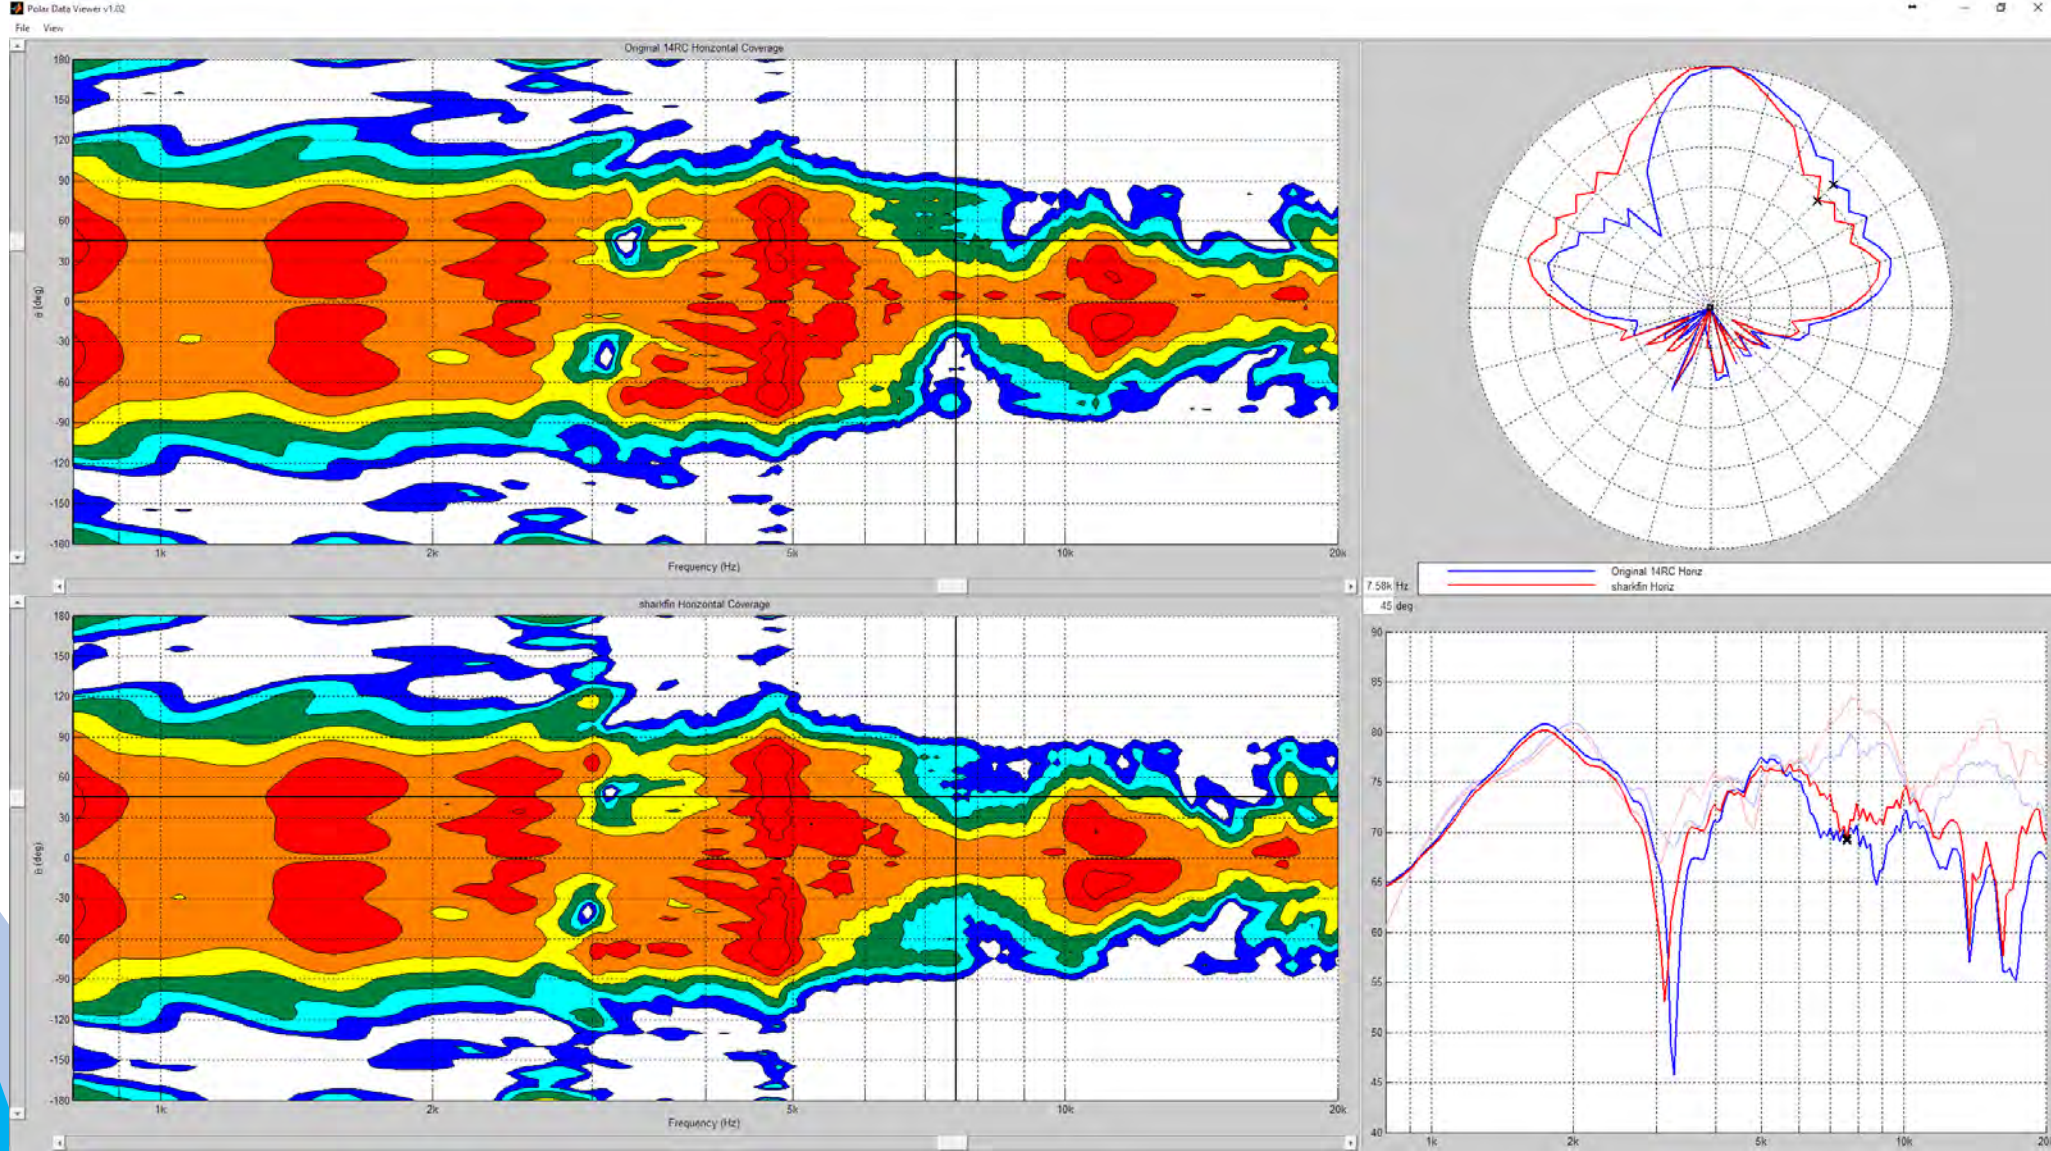 Polar Data Viewer v1.02
File View
Original 14RC Horizontal Coverage
180
150
120
90
60
30
0
-30
-60
-90
-120
-150
-180
θ (deg)
1k 2k 5k 10k 20k
Frequency (Hz)
sharkfin Horizontal Coverage
180
150
120
90
60
30
0
-30
-60
-90
-120
-150
-180
θ (deg)
1k 2k 5k 10k 20k
Frequency (Hz)
Original 14RC Horiz
sharkfin Horiz
7.58k Hz
45 deg
90
85
80
75
70
65
60
55
50
45
40
1k 2k 5k 10k 20